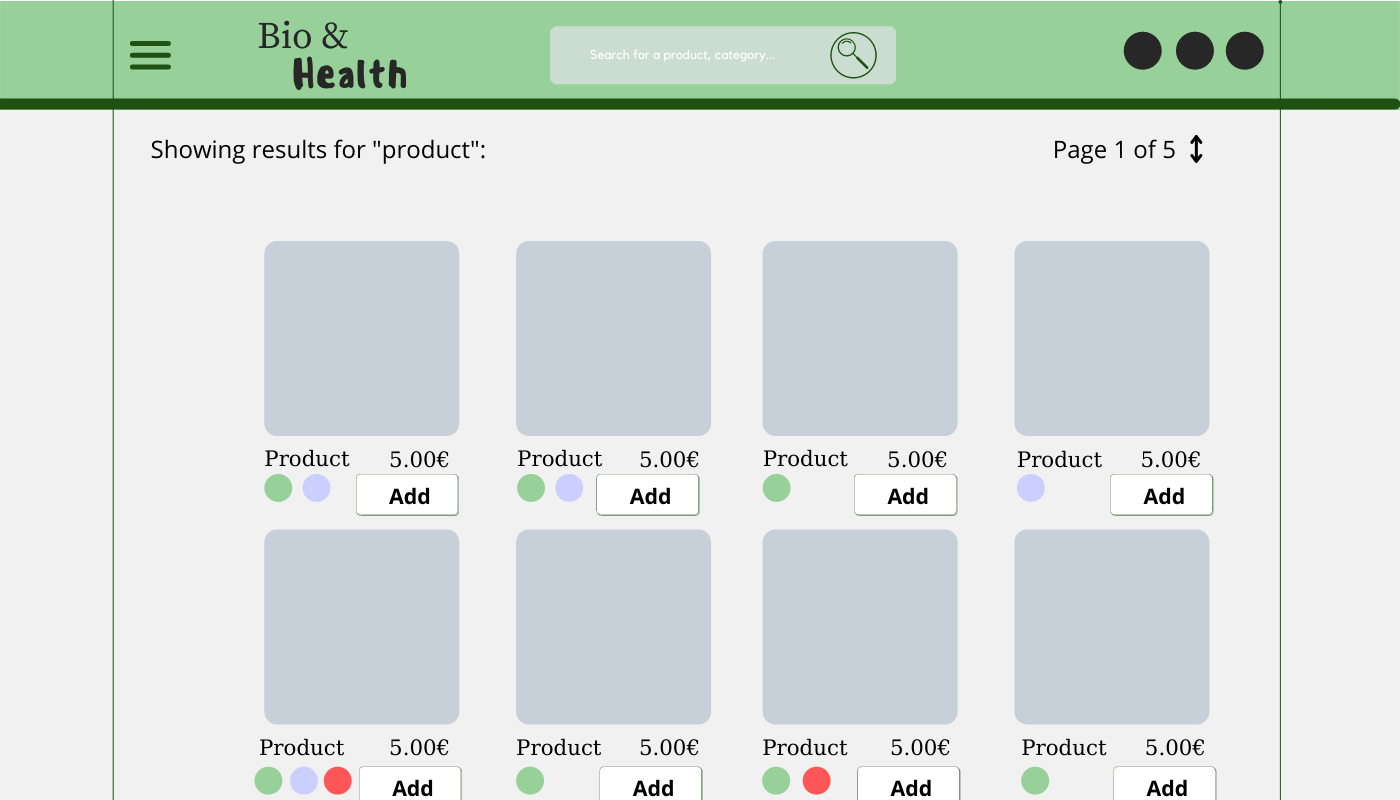 Bio &
Health
Search for a product, category...
Showing results for "product":
Page 1 of 5
Product 5.00€
Add
Product 5.00€
Add
Product 5.00€
Add
Product 5.00€
Add
Product 5.00€
Add
Product 5.00€
Add
Product 5.00€
Add
Product 5.00€
Add